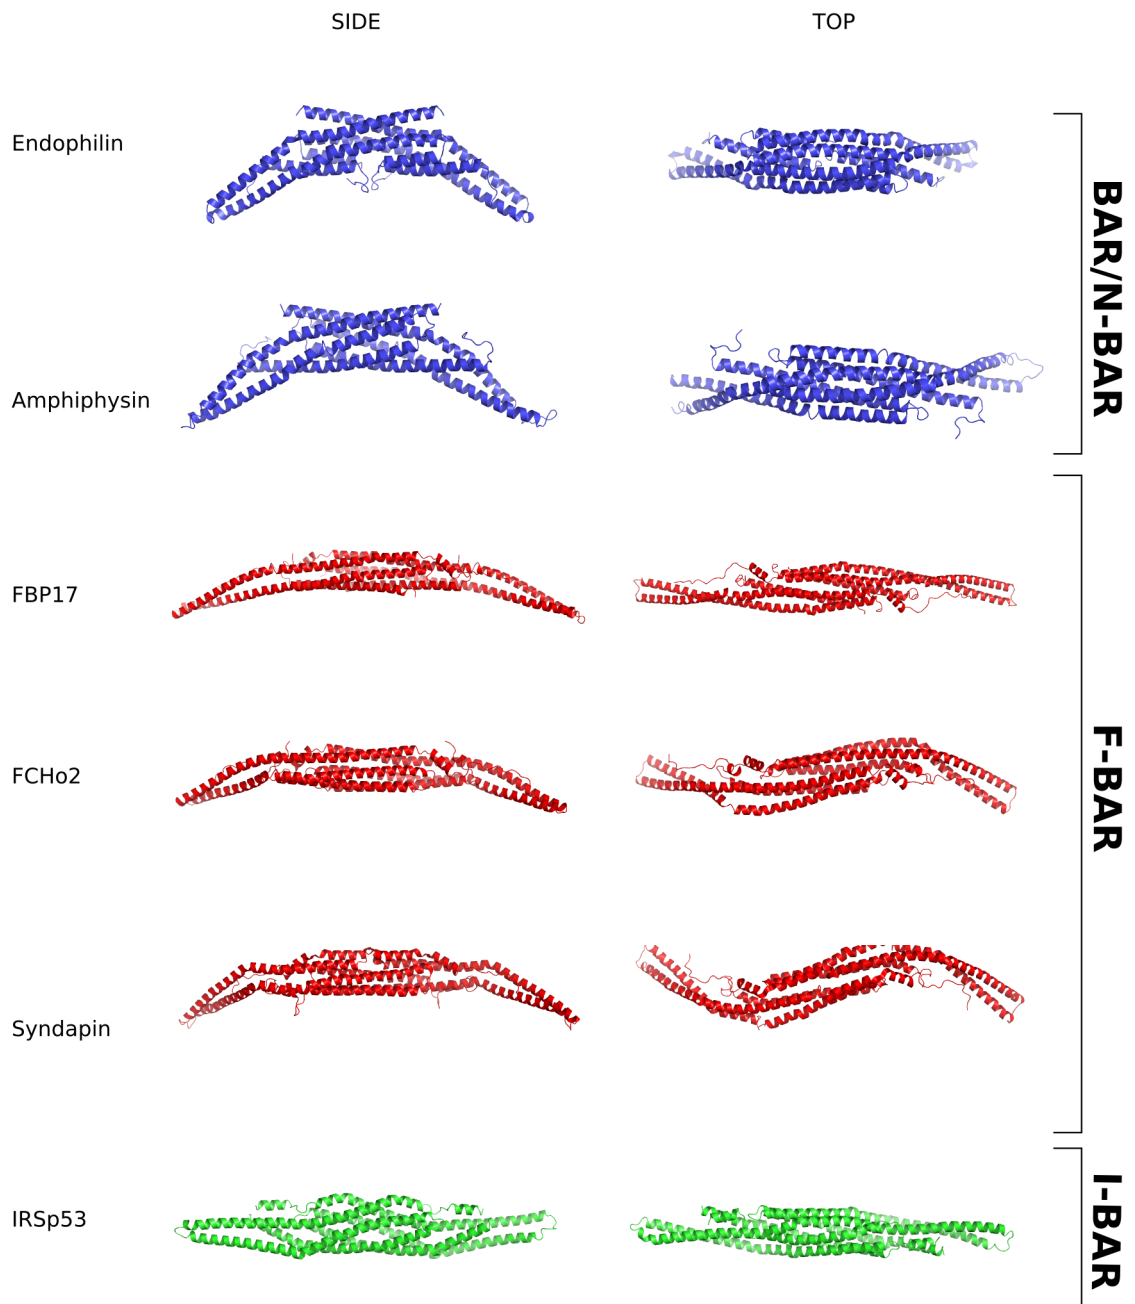 SIDE
TOP
Endophilin
Amphiphysin
BAR/N-BAR
FBP17
FCHo2
Syndapin
F-BAR
IRSp53
I-BAR